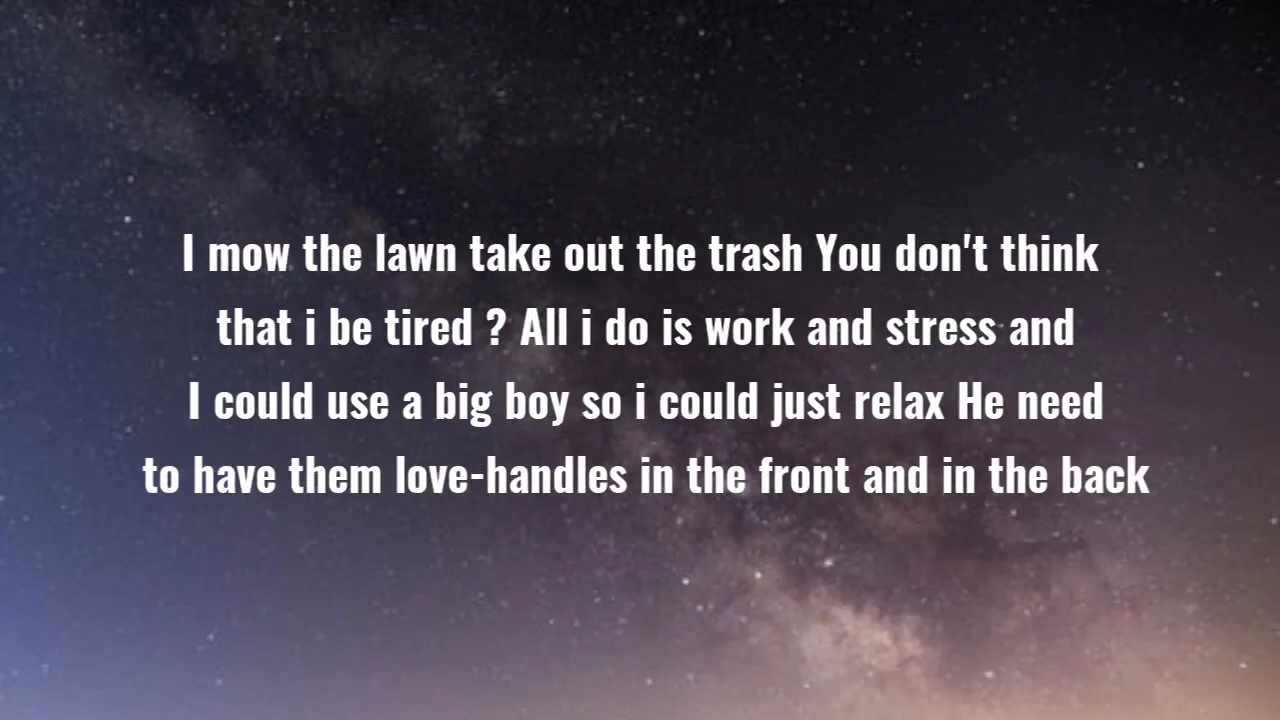 I mow the lawn take out the trash You don't think
that i be tired ? All i do is work and stress and
I could use a big boy so i could just relax He need
to have them love-handles in the front and in the back